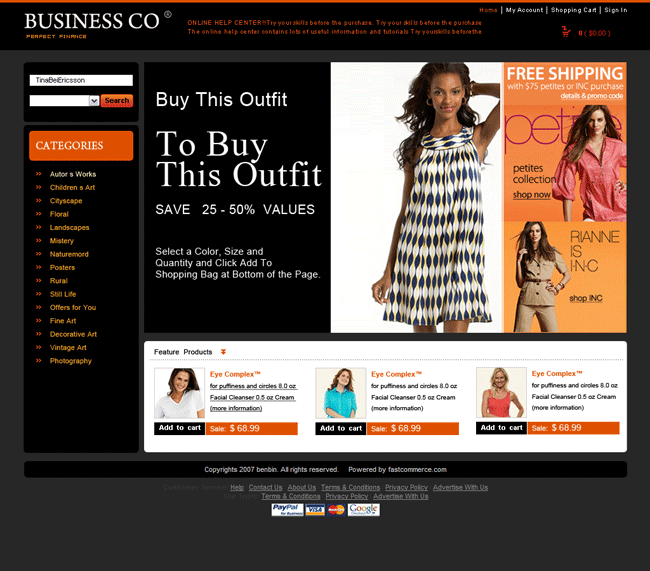 BUSINESS CO ®
PERFECT FINANCE
ONLINE HELP CENTER!!Try yourskills before the purchase. Try your skills before the purchase
The online help center contains lots of useful information and tutorials Try yourskills beforethe
Home | My Account | Shopping Cart | Sign In
0 ( $0.00 )
TinaBeiEricsson
Search
CATEGORIES
Autor s Works
Children s Art
Cityscape
Floral
Landscapes
Mistery
Naturemord
Posters
Rural
Still Life
Offers for You
Fine Art
Decorative Art
Vintage Art
Photography
Buy This Outfit
To Buy
This Outfit
SAVE 25 - 50% VALUES
Select a Color, Size and
Quantity and Click Add To
Shopping Bag at Bottom of the Page.
FREE SHIPPING
with $75 petites or INC purchase
details & promo code
petite
petites
collection
shop now
RIANNE
IS
I·N·C
shop INC
Feature Products
Eye Complex™
for puffiness and circles 8.0 oz
Facial Cleanser 0.5 oz Cream
(more information)
Add to cart
Sale: $ 68.99
Eye Complex™
for puffiness and circles 8.0 oz
Facial Cleanser 0.5 oz Cream
(more information)
Add to cart
Sale: $ 68.99
Eye Complex™
for puffiness and circles 8.0 oz
Facial Cleanser 0.5 oz Cream
(more information)
Add to cart
Sale: $ 68.99
Copyrights 2007 benbin. All rights reserved. Powered by fastcommerce.com
Help Contact Us About Us Terms & Conditions Privacy Policy Advertise With Us
Terms & Conditions Privacy Policy Advertise With Us
PayPal
for Business
VISA
MasterCard
Google